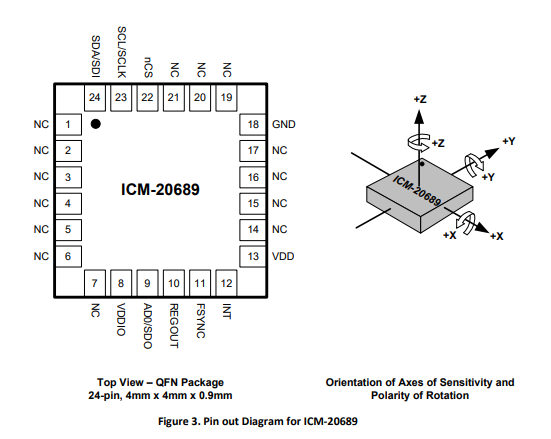 SDA/SDI
SCL/SCLK
nCS
NC
NC
NC
24 23 22 21 20 19
NC 1
NC 2
NC 3
NC 4
NC 5
NC 6
18 GND
17 NC
16 NC
15 NC
14 NC
13 VDD
ICM-20689
7 8 9 10 11 12
NC
VDDIO
AD0/SDO
REGOUT
FSYNC
INT
+Z
+Z
+Y
+Y
ICM-20689
+X
+X
Top View – QFN Package
24-pin, 4mm x 4mm x 0.9mm
Orientation of Axes of Sensitivity and
Polarity of Rotation
Figure 3. Pin out Diagram for ICM-20689